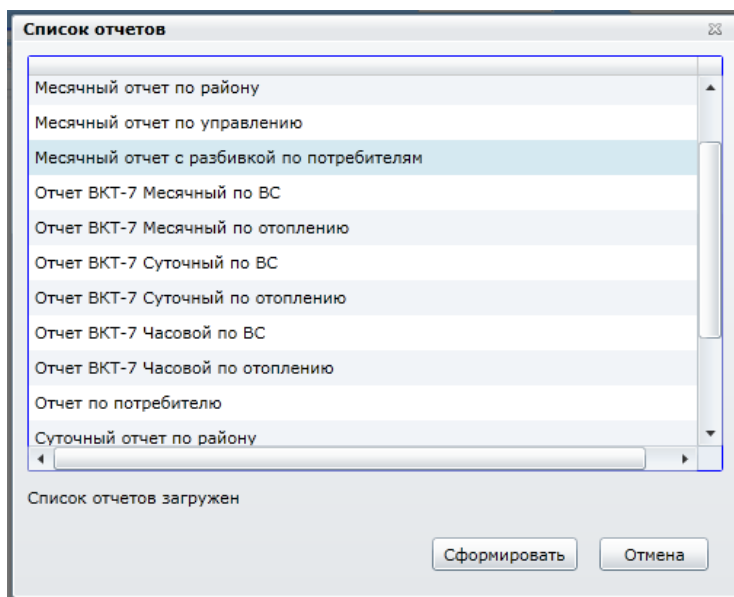 Список отчетов
Месячный отчет по району
Месячный отчет по управлению
Месячный отчет с разбивкой по потребителям
Отчет ВКТ-7 Месячный по ВС
Отчет ВКТ-7 Месячный по отоплению
Отчет ВКТ-7 Суточный по ВС
Отчет ВКТ-7 Суточный по отоплению
Отчет ВКТ-7 Часовой по ВС
Отчет ВКТ-7 Часовой по отоплению
Отчет по потребителю
Суточный отчет по району
Список отчетов загружен
Сформировать Отмена